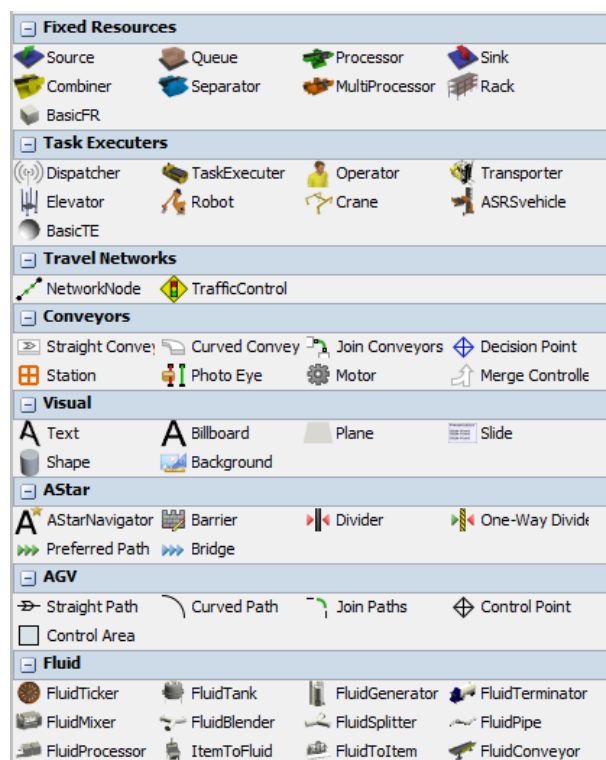 Fixed Resources
Source Queue Processor Sink
Combiner Separator MultiProcessor Rack
BasicFR
Task Executers
Dispatcher TaskExecuter Operator Transporter
Elevator Robot Crane ASRSvehicle
BasicTE
Travel Networks
NetworkNode TrafficControl
Conveyors
Straight Convey Curved Convey Join Conveyors Decision Point
Station Photo Eye Motor Merge Controlle
Visual
A Text A Billboard Plane Slide
Shape Background
AStar
A AStarNavigator Barrier Divider One-Way Divide
Preferred Path Bridge
AGV
Straight Path Curved Path Join Paths Control Point
Control Area
Fluid
FluidTicker FluidTank FluidGenerator FluidTerminator
FluidMixer FluidBlender FluidSplitter FluidPipe
FluidProcessor ItemToFluid FluidToItem FluidConveyor